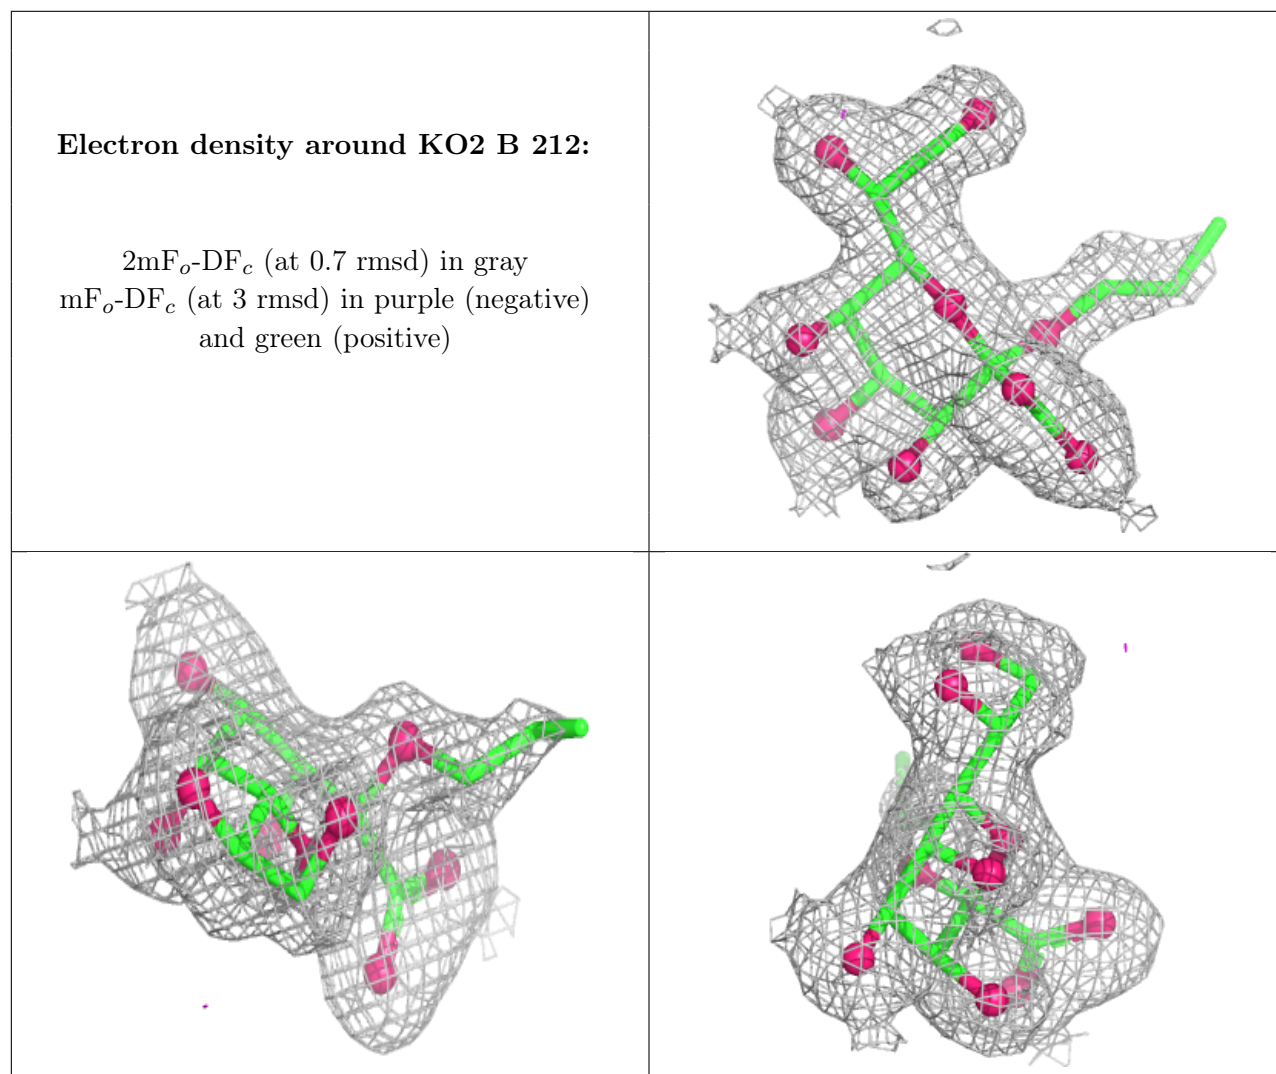 Electron density around KO2 B 212:
2mFo-DFc (at 0.7 rmsd) in gray
mFo-DFc (at 3 rmsd) in purple (negative)
and green (positive)